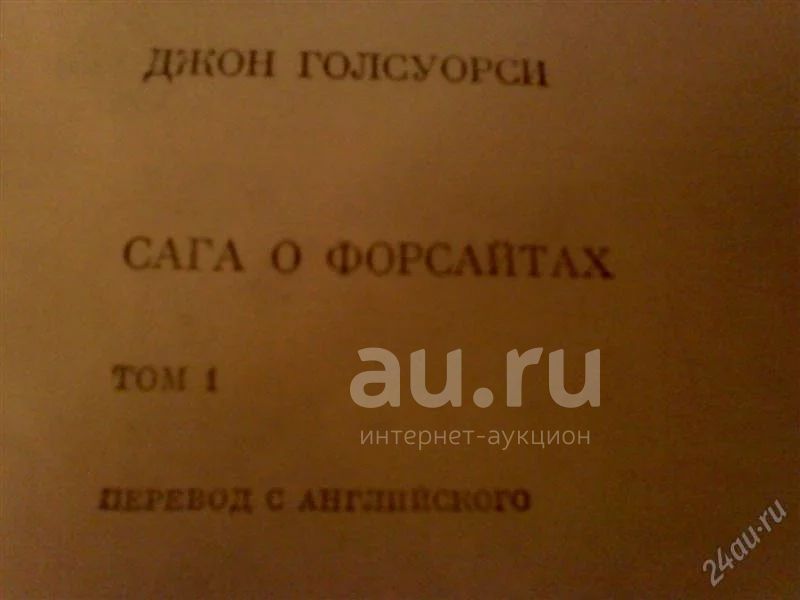 ДЖОН ГОЛСУОРСИ
САГА О ФОРСАЙТАХ
ТОМ 1
au.ru
интернет-аукцион
ПЕРЕВОД С АНГЛИЙСКОГО
24au.ru